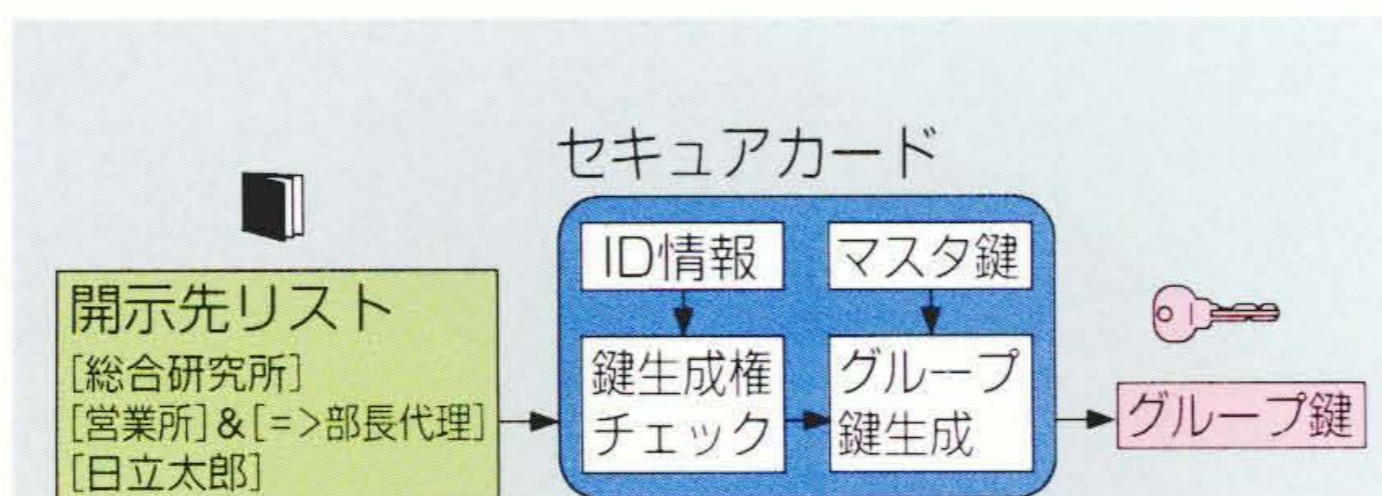 セキュアカード
開示先リスト
[総合研究所]
[営業所]&[=>部長代理]
[日立太郎]
ID情報
マスタ鍵
鍵生成権
チェック
グループ
鍵生成
グループ鍵